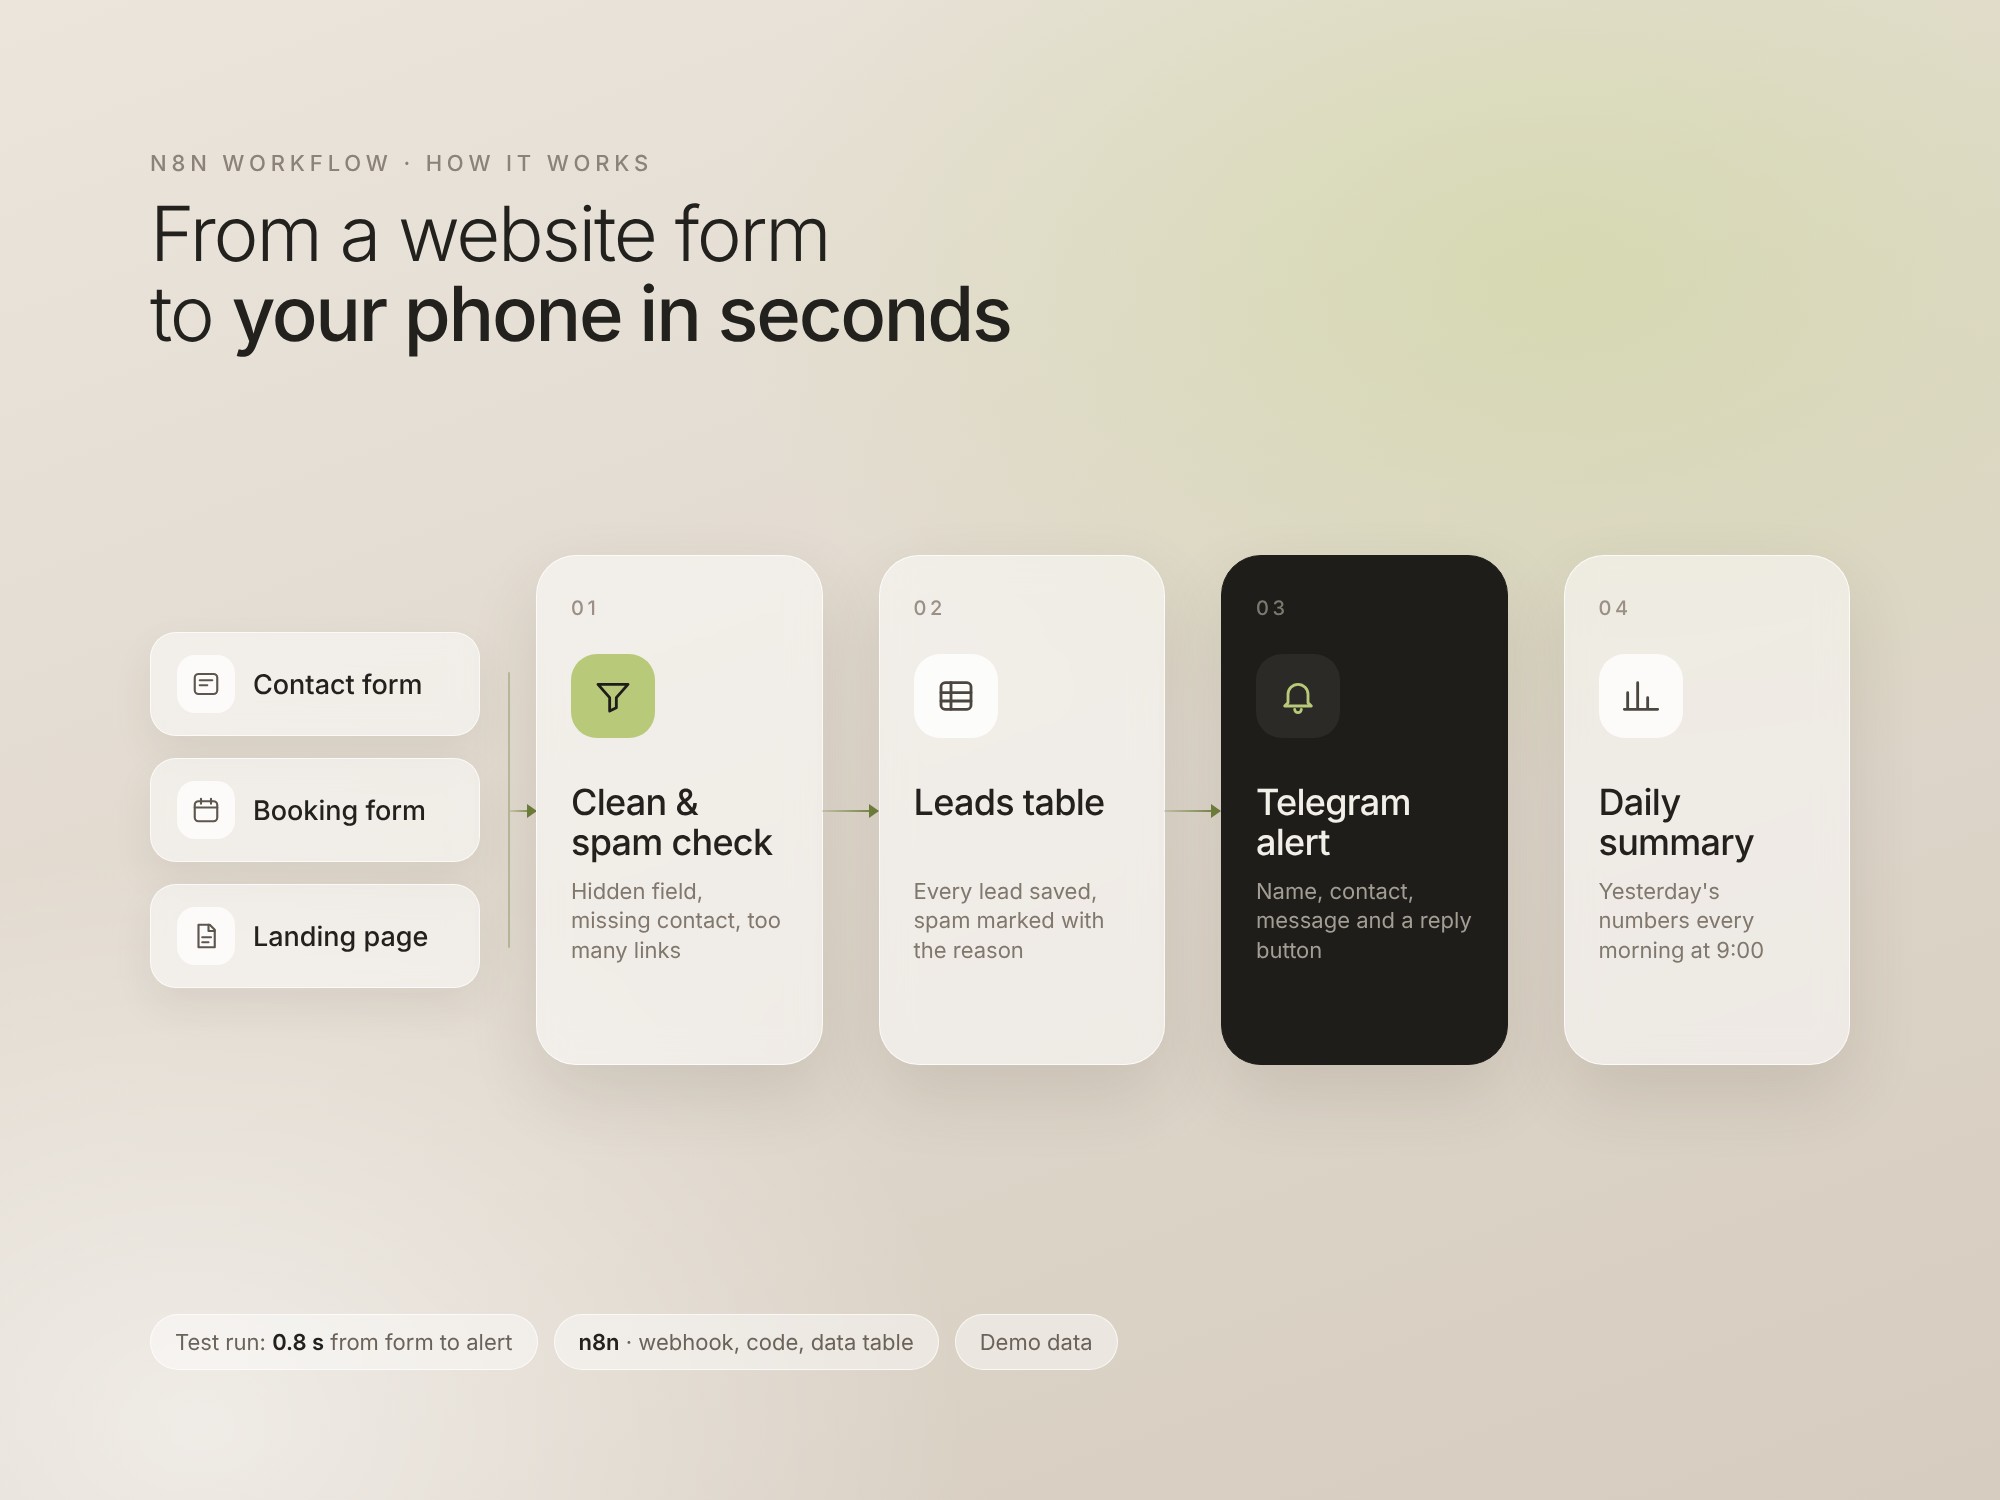 N8N WORKFLOW · HOW IT WORKS
From a website form
to your phone in seconds
Contact form
Booking form
Landing page
01
Clean &
spam check
Hidden field,
missing contact, too
many links
02
Leads table
Every lead saved,
spam marked with
the reason
03
Telegram
alert
Name, contact,
message and a reply
button
04
Daily
summary
Yesterday's
numbers every
morning at 9:00
Test run: 0.8 s from form to alert
n8n · webhook, code, data table
Demo data